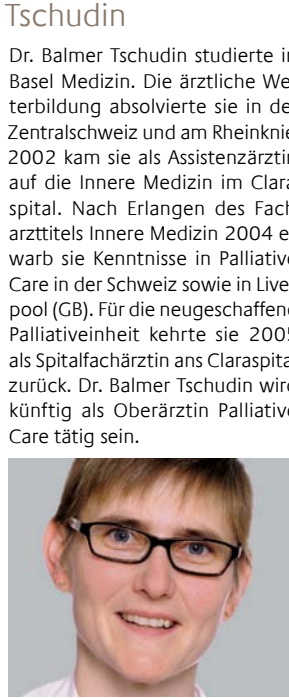 Tschudin
Dr. Balmer Tschudin studierte in
Basel Medizin. Die ärztliche We
terbildung absolvierte sie in de
Zentralschweiz und am Rheinknie
2002 kam sie als Assistenzärztin
auf die Innere Medizin im Clara
spital. Nach Erlangen des Fach
arzttitels Innere Medizin 2004 e
warb sie Kenntnisse in Palliative
Care in der Schweiz sowie in Live
pool (GB). Für die neugeschaffene
Palliativeinheit kehrte sie 2005
als Spitalfachärztin ans Claraspita
zurück. Dr. Balmer Tschudin wird
künftig als Oberärztin Palliative
Care tätig sein.